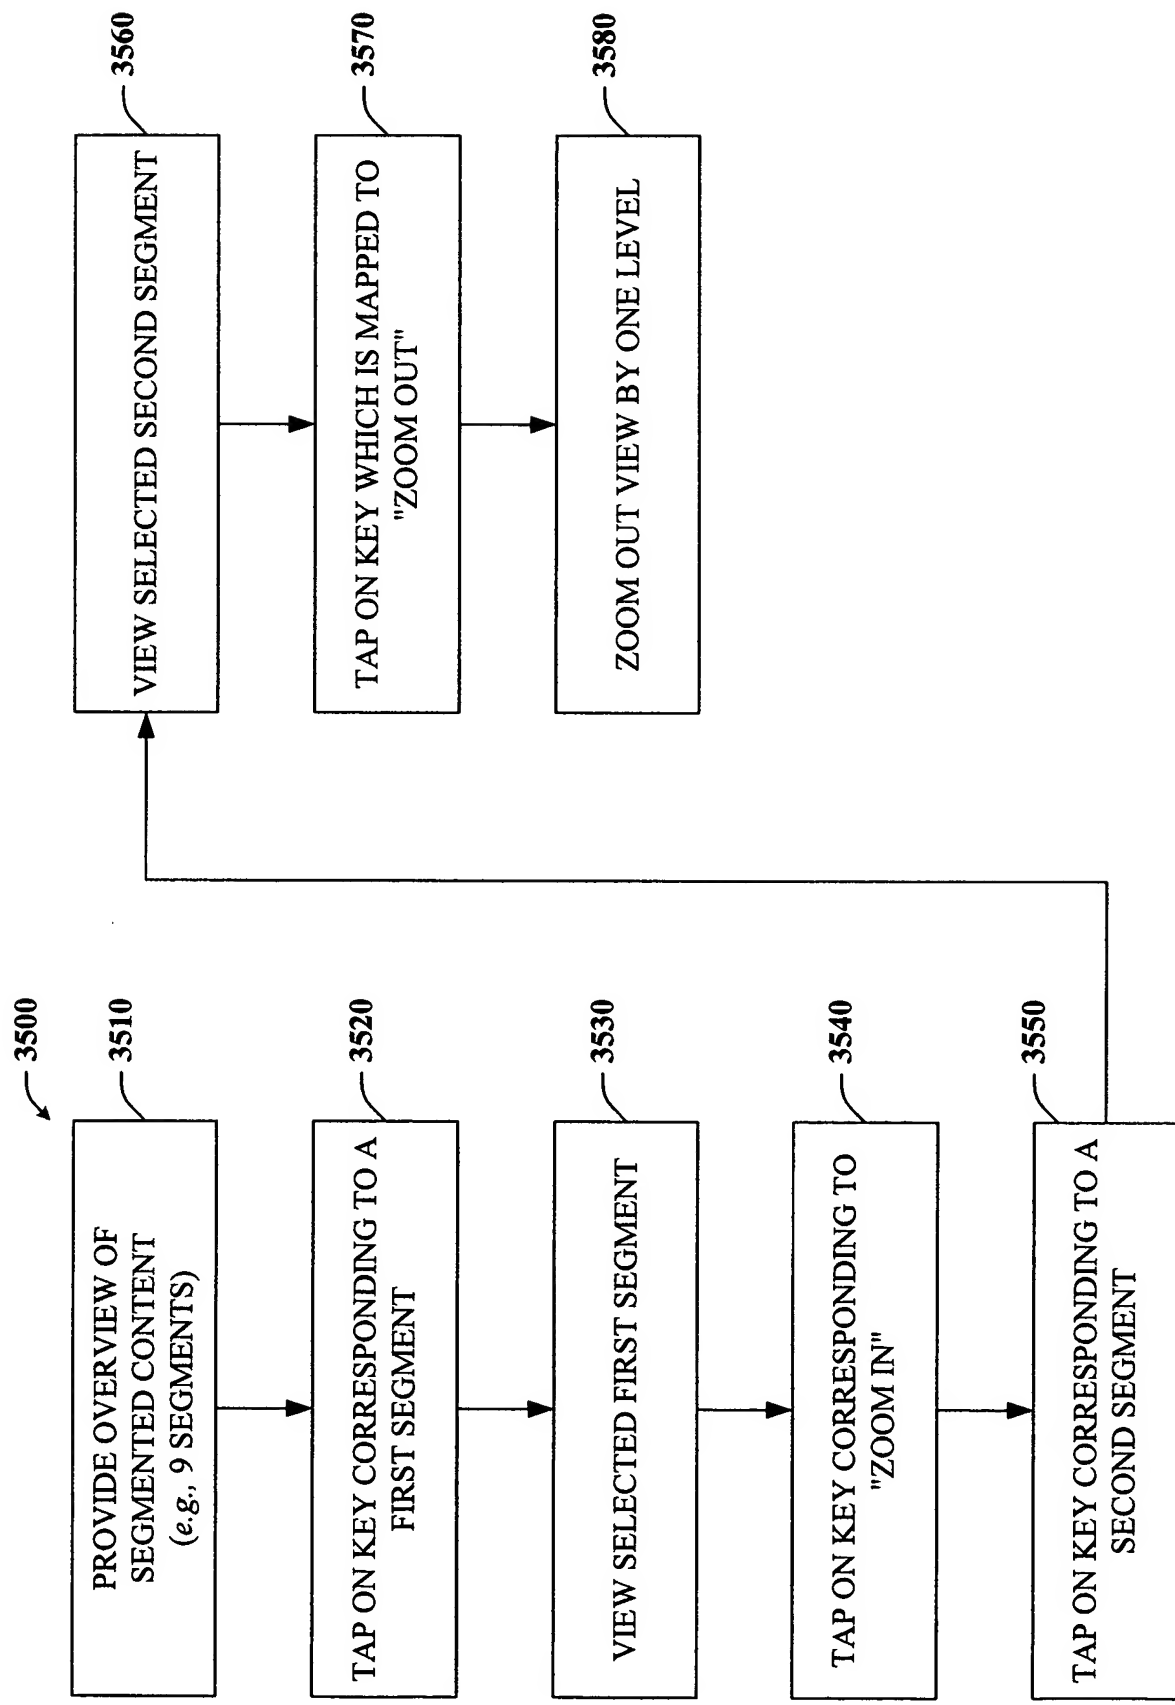 3500
3510
PROVIDE OVERVIEW OF
SEGMENTED CONTENT
(e.g., 9 SEGMENTS)
3520
TAP ON KEY CORRESPONDING TO A
FIRST SEGMENT
3530
VIEW SELECTED FIRST SEGMENT
3540
TAP ON KEY CORRESPONDING TO
"ZOOM IN"
3550
TAP ON KEY CORRESPONDING TO A
SECOND SEGMENT
3560
VIEW SELECTED SECOND SEGMENT
3570
TAP ON KEY WHICH IS MAPPED TO
"ZOOM OUT"
3580
ZOOM OUT VIEW BY ONE LEVEL